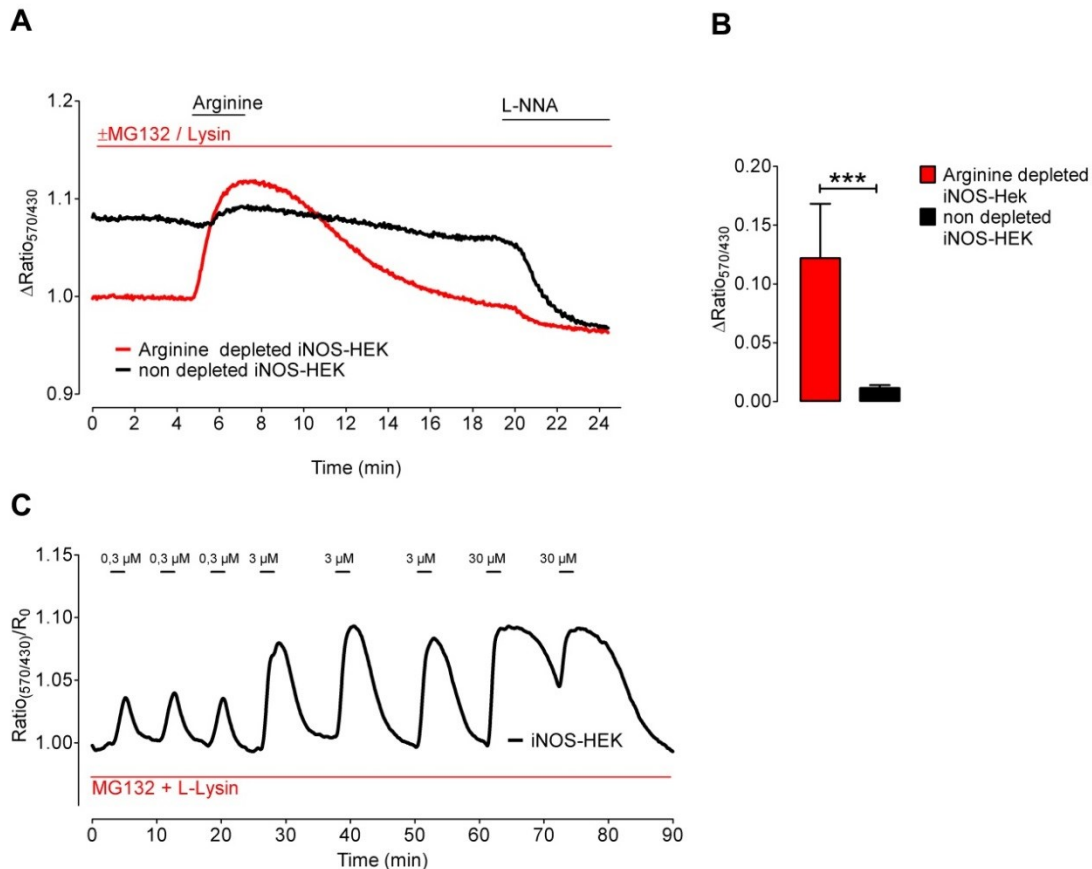 A
B
Arginine
L-NNA
±MG132 / Lysin
1.2
1.1
1.0
0.9
ΔRatio570/430
Arginine depleted iNOS-HEK
non depleted iNOS-HEK
0 2 4 6 8 10 12 14 16 18 20 22 24
Time (min)
0.20
0.15
0.10
0.05
0.00
ΔRatio570/430
***
Arginine depleted
iNOS-Hek
non depleted
iNOS-HEK
C
0,3 µM 0,3 µM 0,3 µM 3 µM 3 µM 3 µM 30 µM 30 µM
1.15
1.10
1.05
1.00
Ratio(570/430)/R0
iNOS-HEK
MG132 + L-Lysin
0 10 20 30 40 50 60 70 80 90
Time (min)